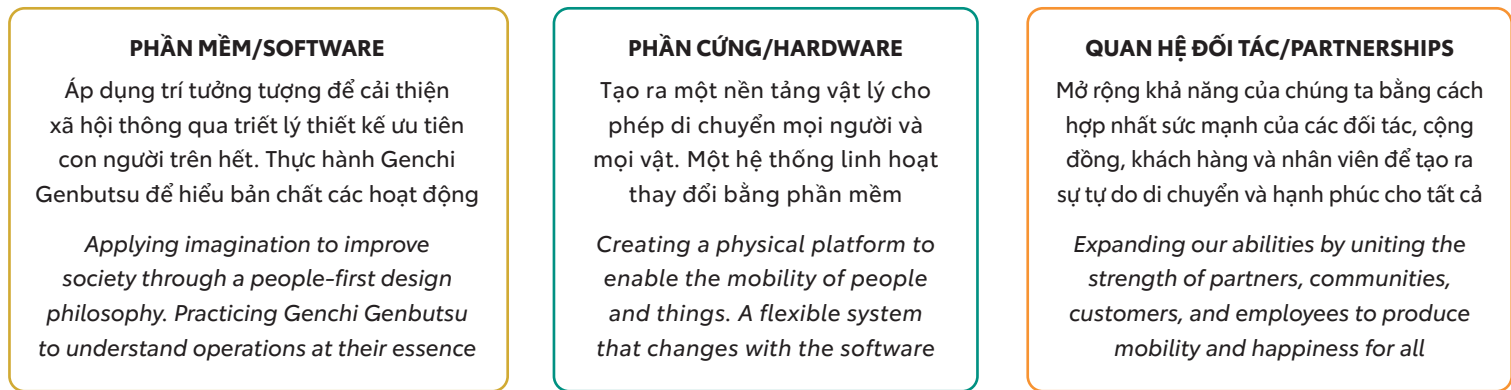 PHẦN MỀM/SOFTWARE
Áp dụng trí tưởng tượng để cải thiện
xã hội thông qua triết lý thiết kế ưu tiên
con người trên hết. Thực hành Genchi
Genbutsu để hiểu bản chất các hoạt động
Applying imagination to improve
society through a people-first design
philosophy. Practicing Genchi Genbutsu
to understand operations at their essence
PHẦN CỨNG/HARDWARE
Tạo ra một nền tảng vật lý cho
phép di chuyển mọi người và
mọi vật. Một hệ thống linh hoạt
thay đổi bằng phần mềm
Creating a physical platform to
enable the mobility of people
and things. A flexible system
that changes with the software
QUAN HỆ ĐỐI TÁC/PARTNERSHIPS
Mở rộng khả năng của chúng ta bằng cách
hợp nhất sức mạnh của các đối tác, cộng
đồng, khách hàng và nhân viên để tạo ra
sự tự do di chuyển và hạnh phúc cho tất cả
Expanding our abilities by uniting the
strength of partners, communities,
customers, and employees to produce
mobility and happiness for all